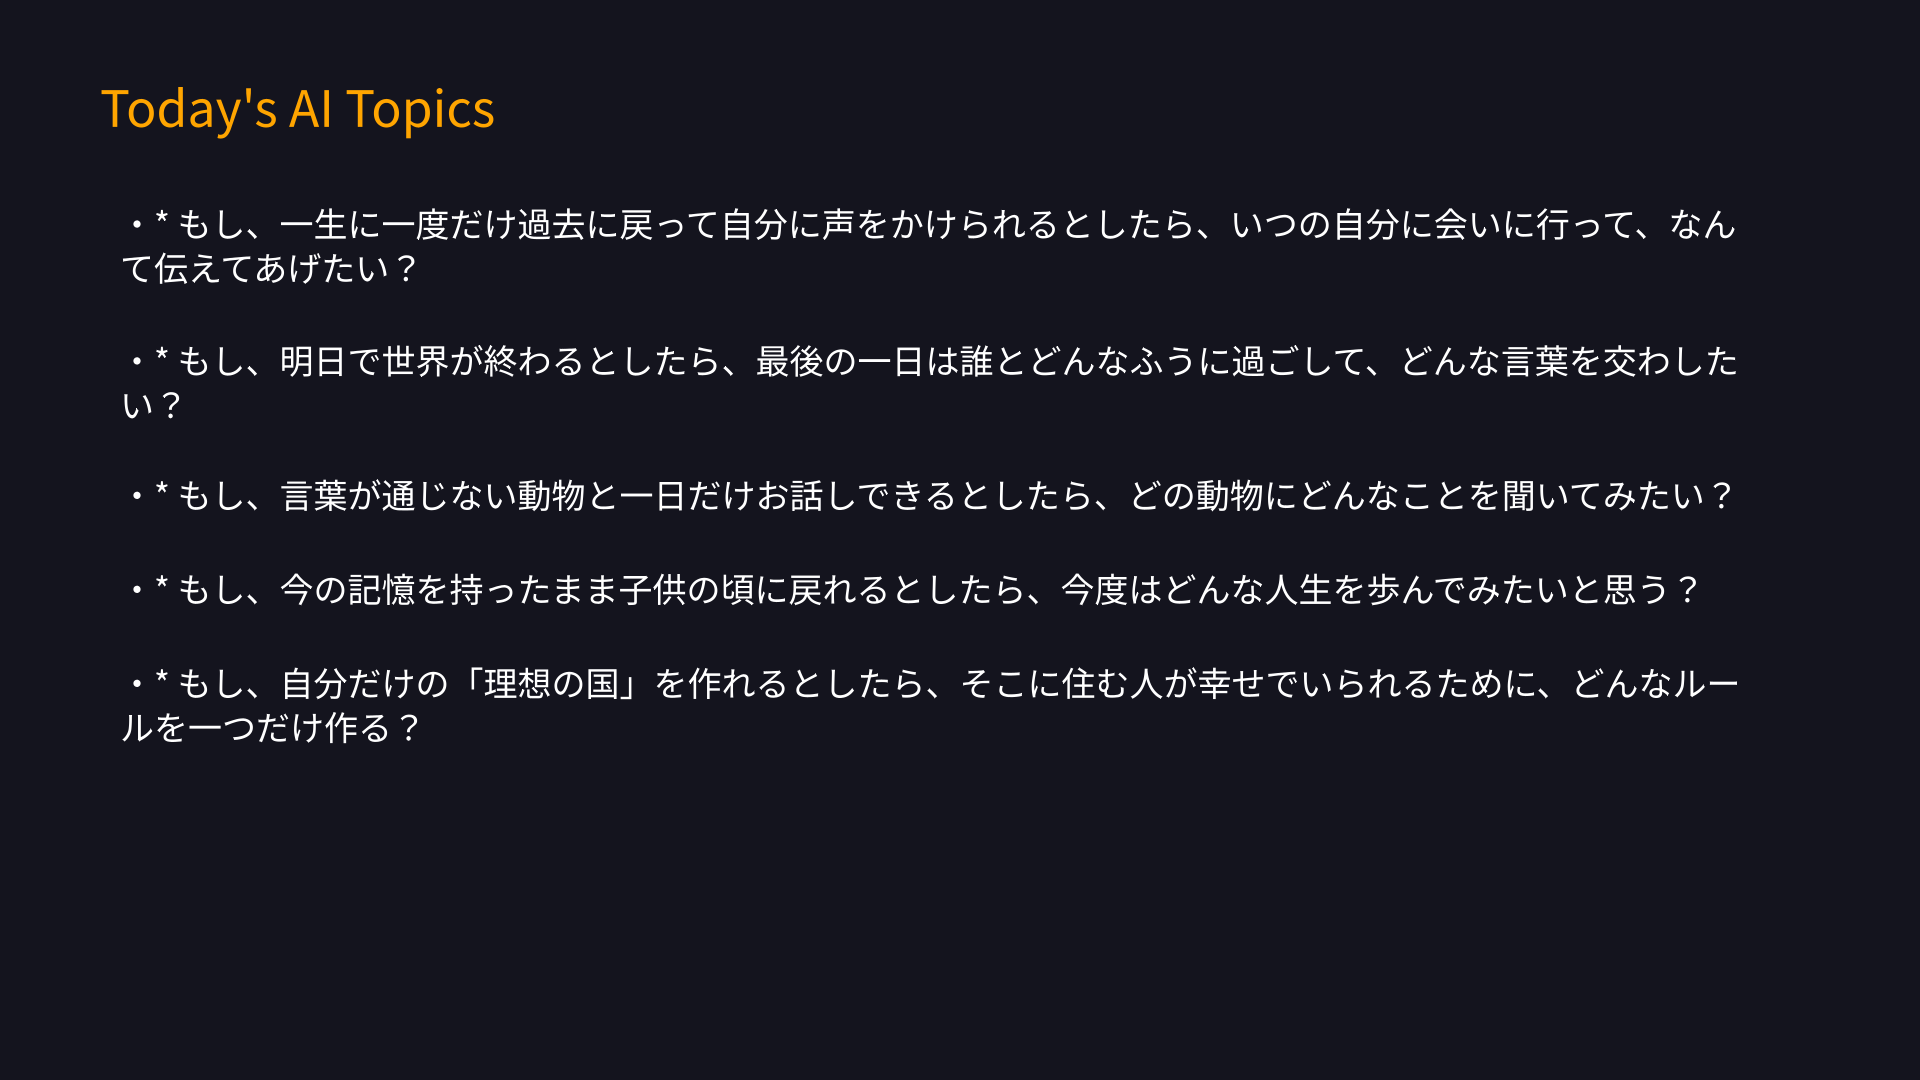 Today's AI Topics
・* もし、一生に一度だけ過去に戻って自分に声をかけられるとしたら、いつの自分に会いに行って、なん
て伝えてあげたい？
・* もし、明日で世界が終わるとしたら、最後の一日は誰とどんなふうに過ごして、どんな言葉を交わした
い？
・* もし、言葉が通じない動物と一日だけお話しできるとしたら、どの動物にどんなことを聞いてみたい？
・* もし、今の記憶を持ったまま子供の頃に戻れるとしたら、今度はどんな人生を歩んでみたいと思う？
・* もし、自分だけの「理想の国」を作れるとしたら、そこに住む人が幸せでいられるために、どんなルー
ルを一つだけ作る？